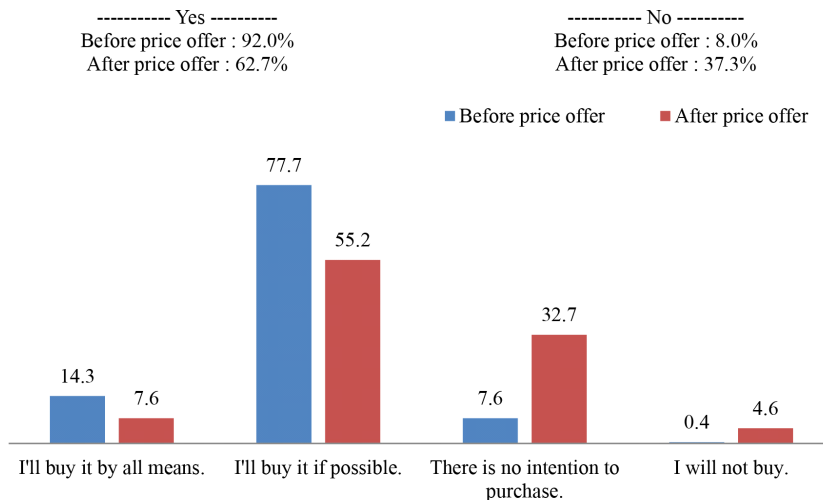 ----------- Yes ----------
Before price offer : 92.0%
After price offer : 62.7%
----------- No ----------
Before price offer : 8.0%
After price offer : 37.3%
Before price offer
After price offer
14.3
7.6
77.7
55.2
7.6
32.7
0.4
4.6
I'll buy it by all means.
I'll buy it if possible.
There is no intention to
purchase.
I will not buy.